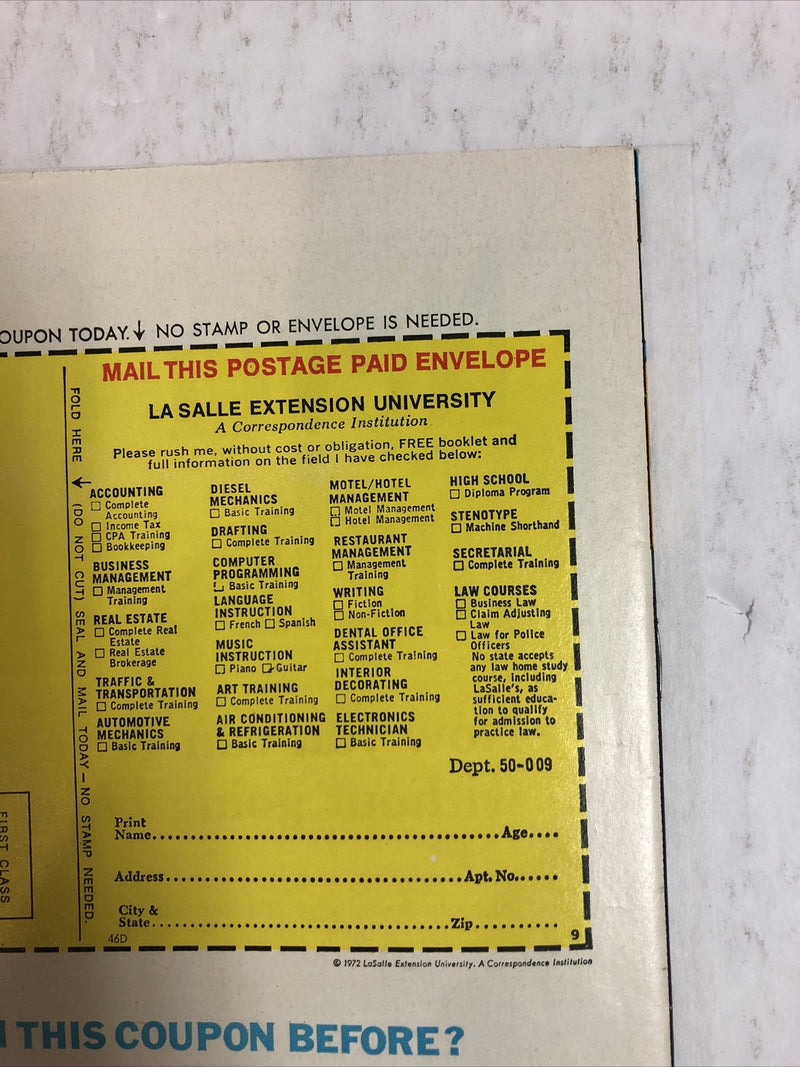 OUPON TODAY.↓ NO STAMP OR ENVELOPE IS NEEDED.
MAIL THIS POSTAGE PAID ENVELOPE
LA SALLE EXTENSION UNIVERSITY
A Correspondence Institution
Please rush me, without cost or obligation, FREE booklet and
full information on the field I have checked below:
ACCOUNTING
☐ Complete
Accounting
☐ Income Tax
☐ CPA Training
☐ Bookkeeping
BUSINESS
MANAGEMENT
☐ Management
Training
REAL ESTATE
☐ Complete Real
Estate
☐ Real Estate
Brokerage
TRAFFIC &
TRANSPORTATION
☐ Complete Training
AUTOMOTIVE
MECHANICS
☐ Basic Training
DIESEL
MECHANICS
☐ Basic Training
DRAFTING
☐ Complete Training
COMPUTER
PROGRAMMING
☐ Basic Training
LANGUAGE
INSTRUCTION
☐ French ☐ Spanish
MUSIC
INSTRUCTION
☐ Piano ☐ Guitar
ART TRAINING
☐ Complete Training
AIR CONDITIONING
& REFRIGERATION
☐ Basic Training
MOTEL/HOTEL
MANAGEMENT
☐ Motel Management
☐ Hotel Management
RESTAURANT
MANAGEMENT
☐ Management
Training
WRITING
☐ Fiction
☐ Non-Fiction
DENTAL OFFICE
ASSISTANT
☐ Complete Training
INTERIOR
DECORATING
☐ Complete Training
ELECTRONICS
TECHNICIAN
☐ Basic Training
HIGH SCHOOL
☐ Diploma Program
STENOTYPE
☐ Machine Shorthand
SECRETARIAL
☐ Complete Training
LAW COURSES
☐ Business Law
☐ Claim Adjusting
Law
☐ Law for Police
Officers
No state accepts
any law home study
course, including
LaSalle's, as
sufficient educa-
tion to qualify
for admission to
practice law.
Dept. 50-009
Print
Name.............................................Age....
Address.......................................Apt. No......
City &
State.......................................Zip..........
46D
9
FOLD HERE ↓ (DO NOT CUT) SEAL AND MAIL TODAY — NO STAMP NEEDED.
FIRST CLASS
© 1972 LaSalle Extension University. A Correspondence Institution
THIS COUPON BEFORE?